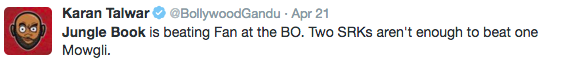 Karan Talwar @BollywoodGandu · Apr 21
Jungle Book is beating Fan at the BO. Two SRKs aren't enough to beat one
Mowgli.